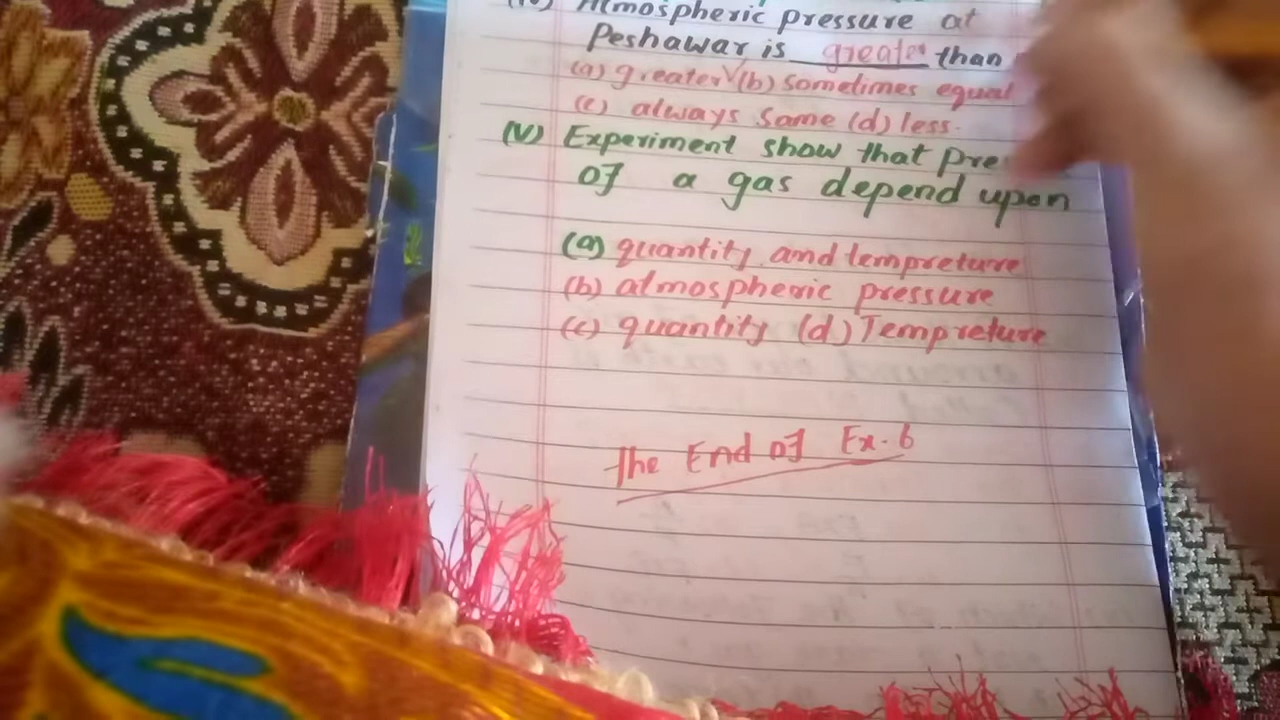 Atmospheric pressure at
Peshawar is greater than
(a) greater ✓ (b) sometimes equal
(c) always same (d) less.
(V) Experiment show that
of a gas depend upon
(a) quantity and tempreture
(b) atmospheric pressure
(c) quantity (d) Tempreture
The End of Ex.6